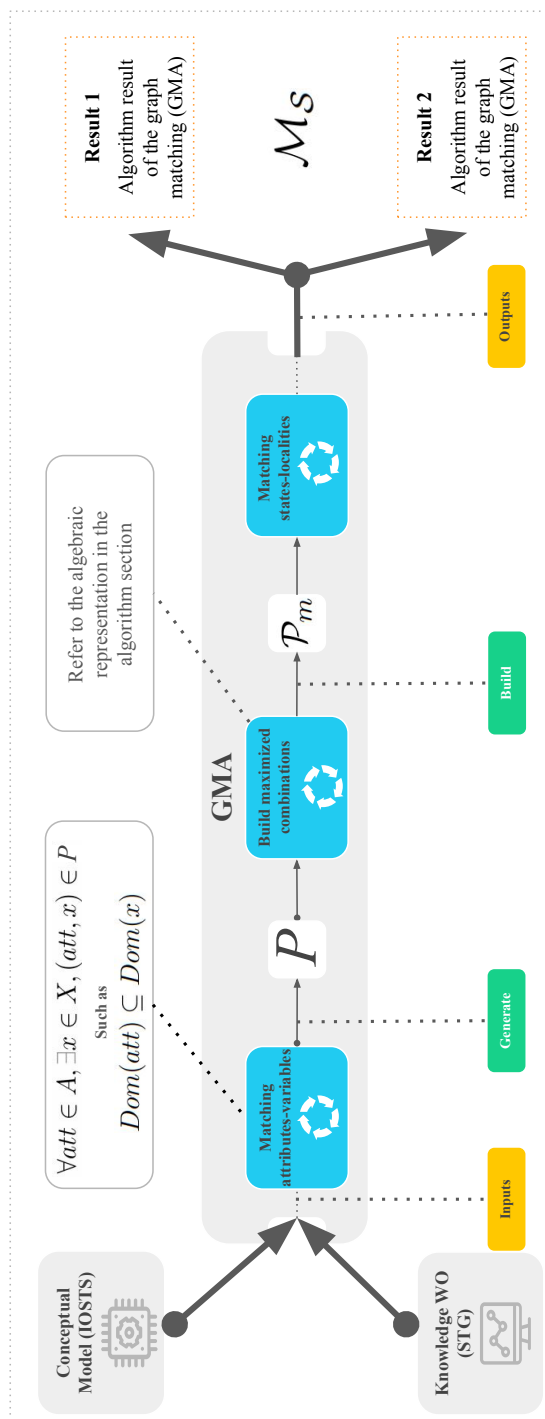 Conceptual
Model (IOSTS)
Knowledge WO
(STG)
∀att ∈ A, ∃x ∈ X, (att, x) ∈ P
Such as
Dom(att) ⊆ Dom(x)
Refer to the algebraic
representation in the
algorithm section
GMA
Matching
attributes-variables
P
Build maximized
combinations
𝒫m
Matching
states-localities
Inputs
Generate
Build
Outputs
Result 1
Algorithm result
of the graph
matching (GMA)
ℳ𝒮
Result 2
Algorithm result
of the graph
matching (GMA)